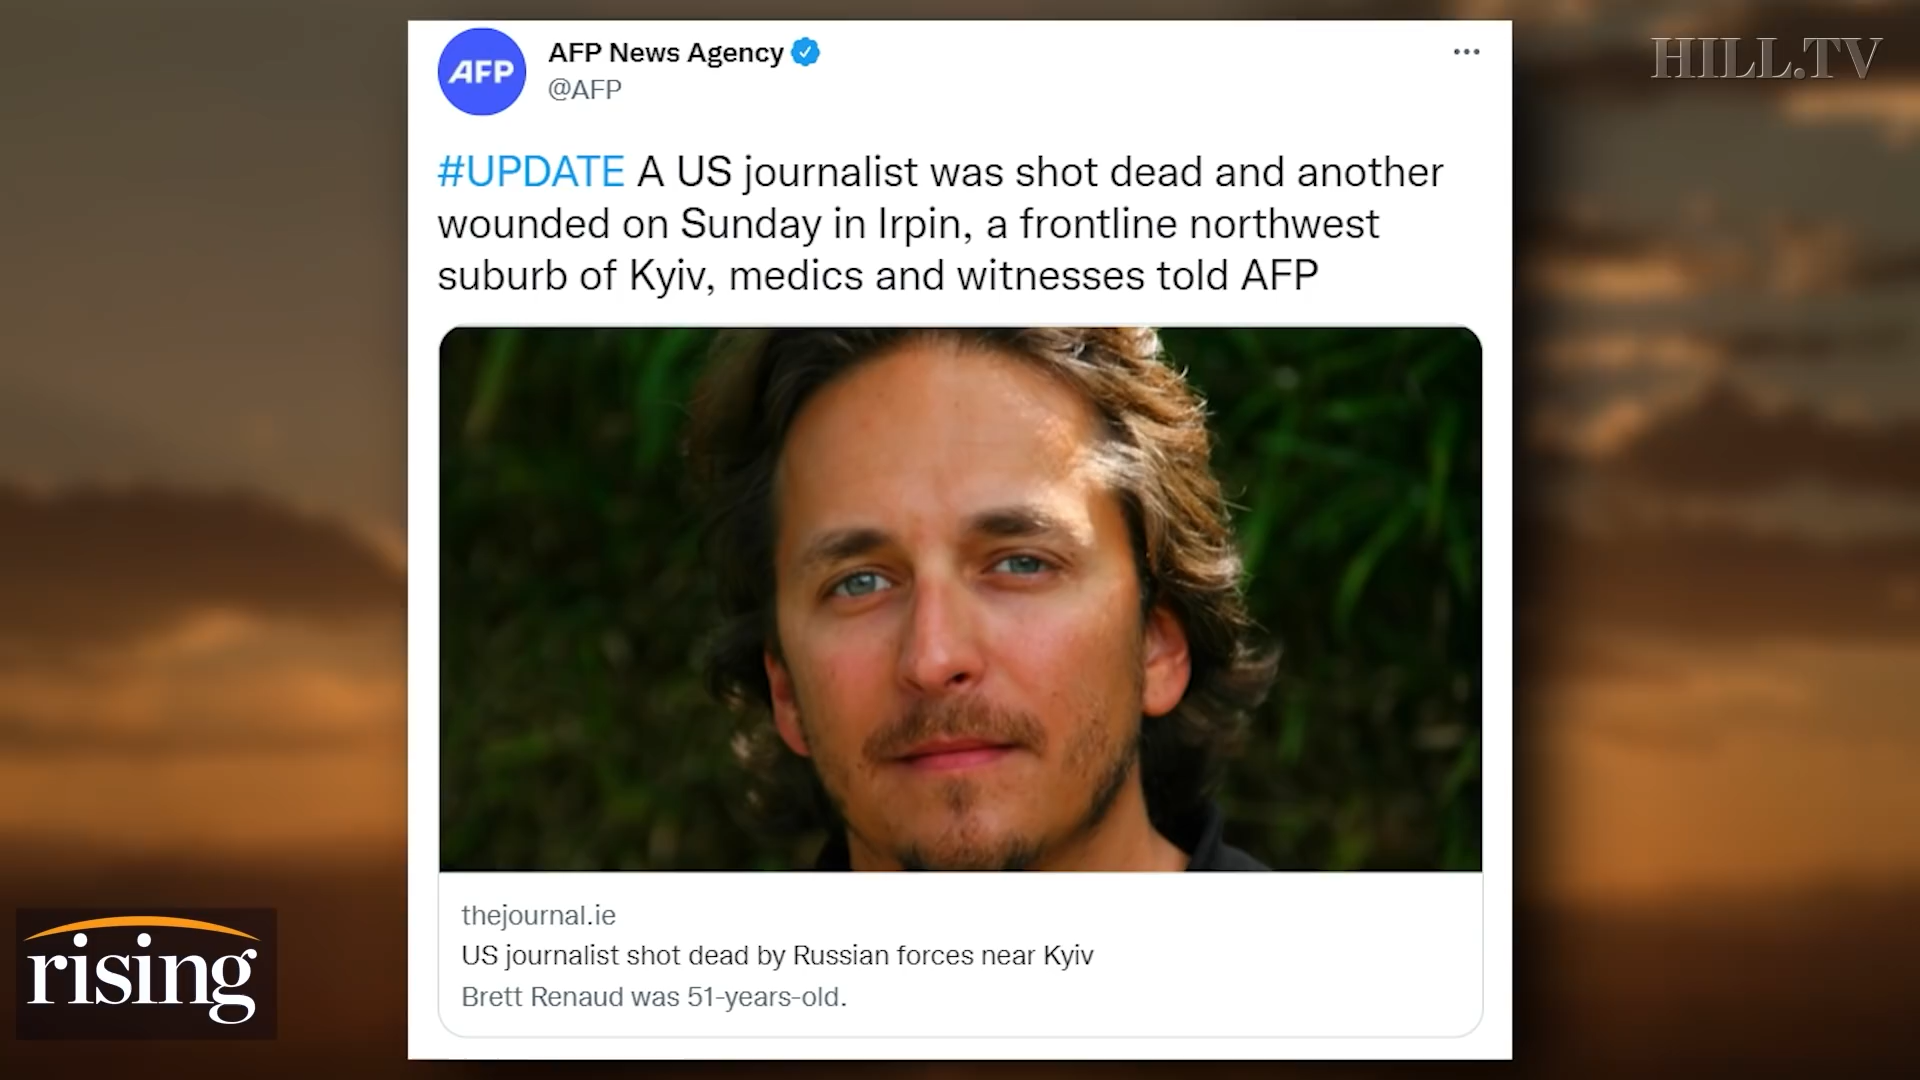 AFP
AFP News Agency
@AFP
HILL.TV
#UPDATE A US journalist was shot dead and another
wounded on Sunday in Irpin, a frontline northwest
suburb of Kyiv, medics and witnesses told AFP
thejournal.ie
US journalist shot dead by Russian forces near Kyiv
Brett Renaud was 51-years-old.
rising